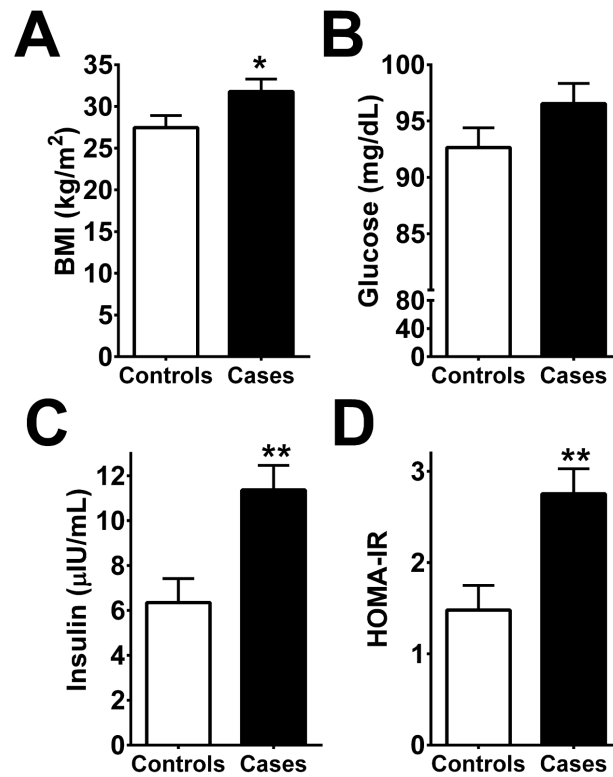 A
BMI (kg/m²)
35
30
25
20
15
10
5
0
*
Controls Cases
B
Glucose (mg/dL)
100
95
90
85
80
40
0
Controls Cases
C
Insulin (μIU/mL)
12
10
8
6
4
2
0
**
Controls Cases
D
HOMA-IR
3
2
1
0
**
Controls Cases